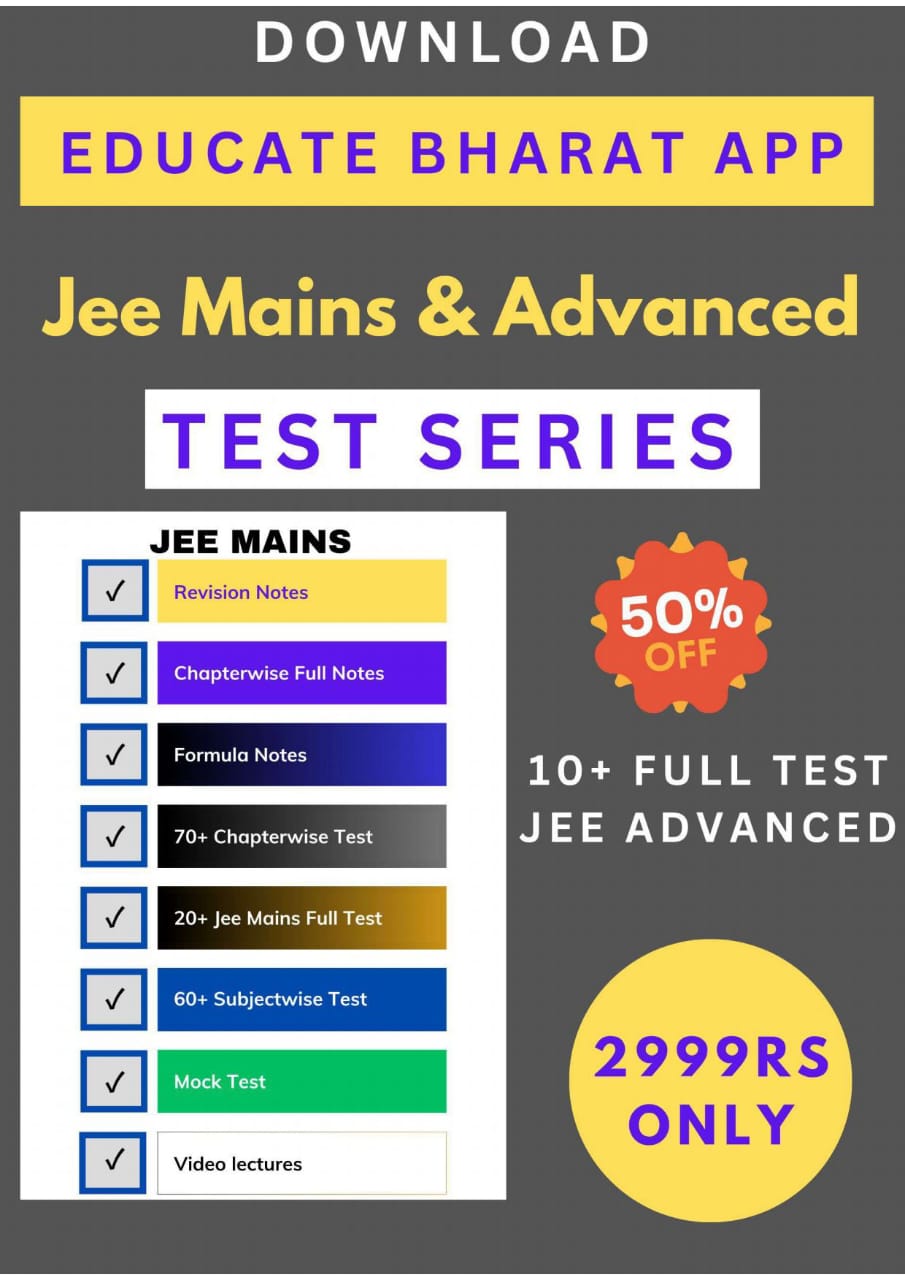 DOWNLOAD
EDUCATE BHARAT APP
Jee Mains & Advanced
TEST SERIES
JEE MAINS
✓ Revision Notes
✓ Chapterwise Full Notes
✓ Formula Notes
✓ 70+ Chapterwise Test
✓ 20+ Jee Mains Full Test
✓ 60+ Subjectwise Test
✓ Mock Test
✓ Video lectures
50%
OFF
10+ FULL TEST
JEE ADVANCED
2999RS
ONLY